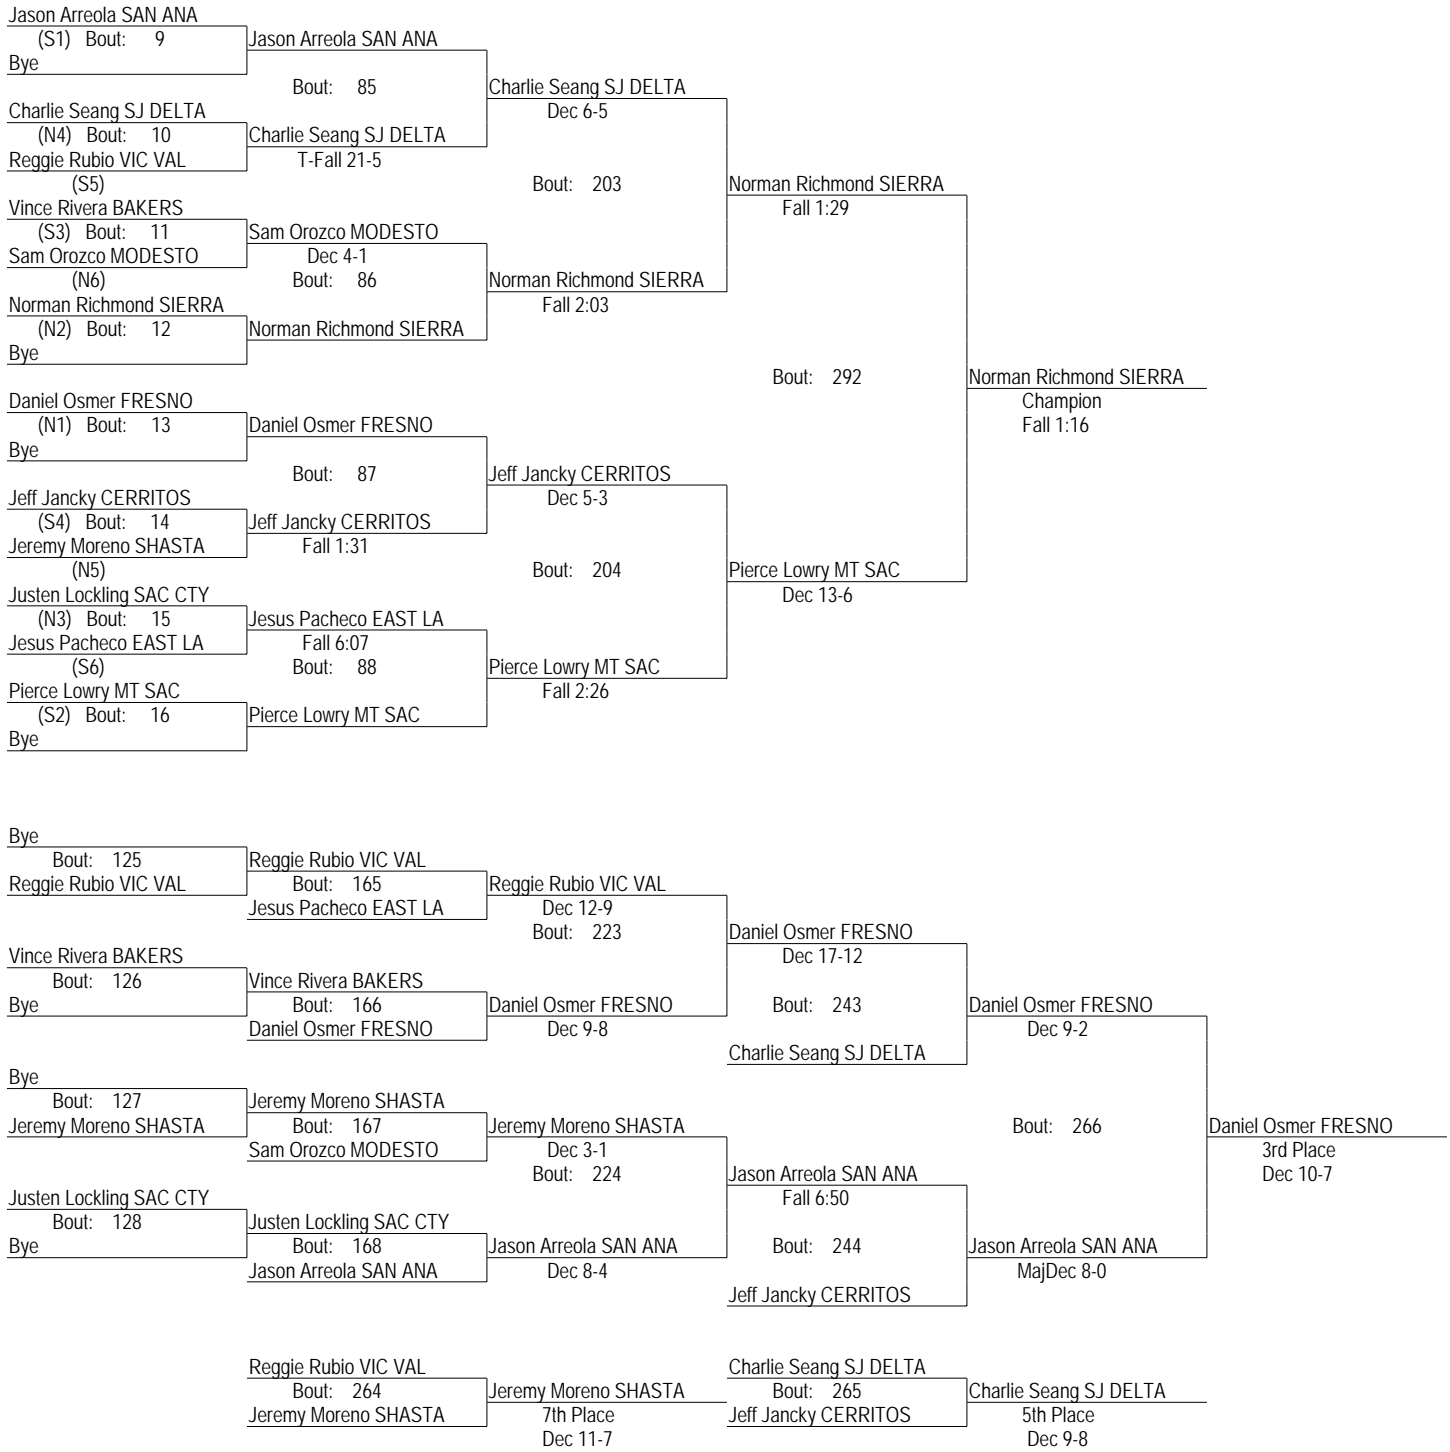 Jason Arreola SAN ANA
(S1) Bout: 9 Jason Arreola SAN ANA
Bye
Bout: 85 Charlie Seang SJ DELTA
Charlie Seang SJ DELTA Dec 6-5
(N4) Bout: 10 Charlie Seang SJ DELTA
Reggie Rubio VIC VAL T-Fall 21-5
(S5) Bout: 203 Norman Richmond SIERRA
Vince Rivera BAKERS Fall 1:29
(S3) Bout: 11 Sam Orozco MODESTO
Sam Orozco MODESTO Dec 4-1
(N6) Bout: 86 Norman Richmond SIERRA
Norman Richmond SIERRA Fall 2:03
(N2) Bout: 12 Norman Richmond SIERRA
Bye
Bout: 292 Norman Richmond SIERRA
Daniel Osmer FRESNO Champion
(N1) Bout: 13 Daniel Osmer FRESNO Fall 1:16
Bye
Bout: 87 Jeff Jancky CERRITOS
Jeff Jancky CERRITOS Dec 5-3
(S4) Bout: 14 Jeff Jancky CERRITOS
Jeremy Moreno SHASTA Fall 1:31
(N5) Bout: 204 Pierce Lowry MT SAC
Justen Lockling SAC CTY Dec 13-6
(N3) Bout: 15 Jesus Pacheco EAST LA
Jesus Pacheco EAST LA Fall 6:07
(S6) Bout: 88 Pierce Lowry MT SAC
Pierce Lowry MT SAC Fall 2:26
(S2) Bout: 16 Pierce Lowry MT SAC
Bye
Bye
Bout: 125 Reggie Rubio VIC VAL
Reggie Rubio VIC VAL Bout: 165 Reggie Rubio VIC VAL
Jesus Pacheco EAST LA Dec 12-9
Bout: 223 Daniel Osmer FRESNO
Vince Rivera BAKERS Dec 17-12
Bout: 126 Vince Rivera BAKERS
Bye Bout: 166 Daniel Osmer FRESNO Bout: 243 Daniel Osmer FRESNO
Daniel Osmer FRESNO Dec 9-8 Dec 9-2
Charlie Seang SJ DELTA
Bye
Bout: 127 Jeremy Moreno SHASTA
Jeremy Moreno SHASTA Bout: 167 Jeremy Moreno SHASTA Bout: 266 Daniel Osmer FRESNO
Sam Orozco MODESTO Dec 3-1 3rd Place
Bout: 224 Jason Arreola SAN ANA Dec 10-7
Justen Lockling SAC CTY Fall 6:50
Bout: 128 Justen Lockling SAC CTY
Bye Bout: 168 Jason Arreola SAN ANA Bout: 244 Jason Arreola SAN ANA
Jason Arreola SAN ANA Dec 8-4 MajDec 8-0
Jeff Jancky CERRITOS
Reggie Rubio VIC VAL Charlie Seang SJ DELTA
Bout: 264 Jeremy Moreno SHASTA Bout: 265 Charlie Seang SJ DELTA
Jeremy Moreno SHASTA 7th Place Jeff Jancky CERRITOS 5th Place
Dec 11-7 Dec 9-8